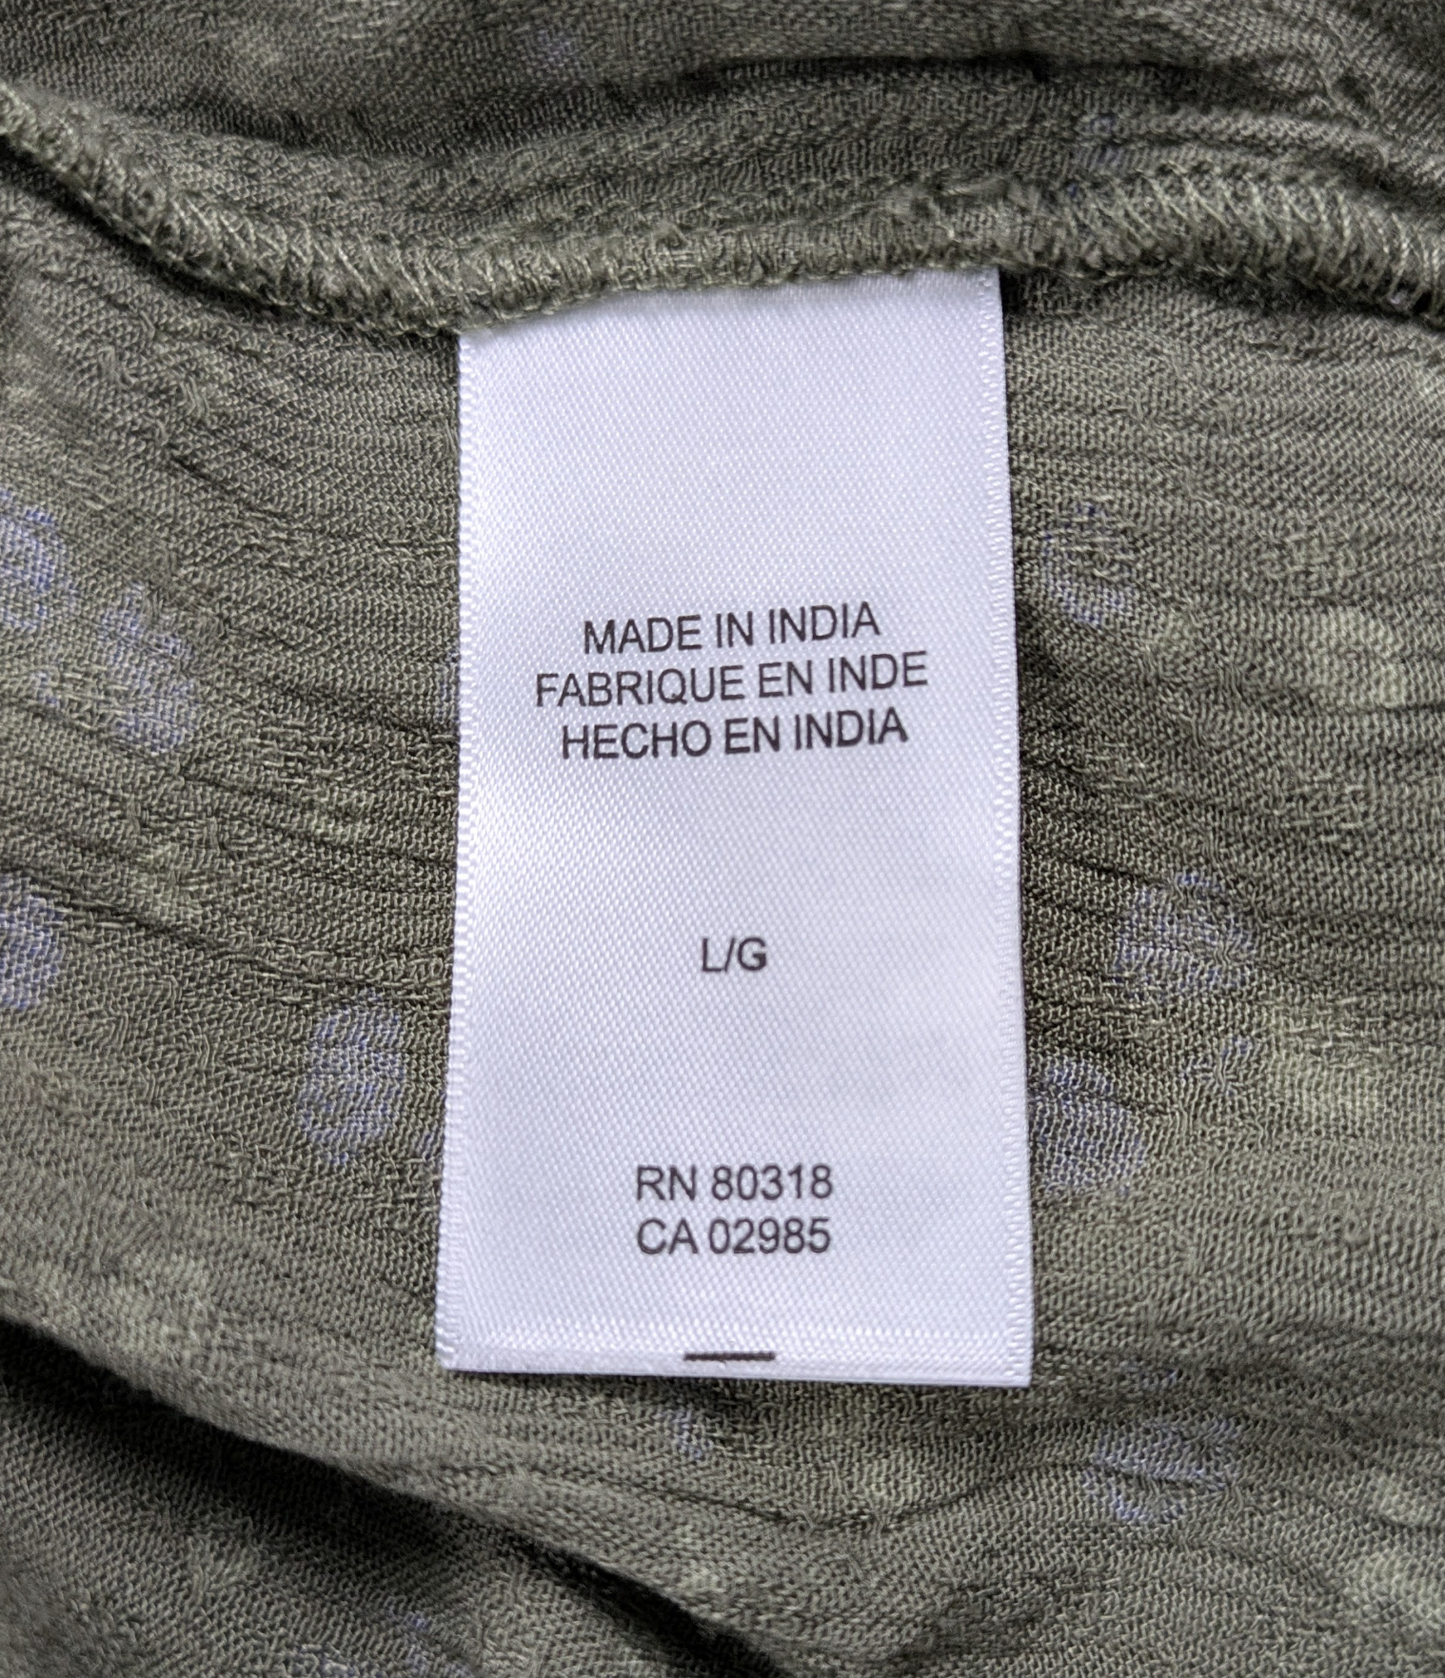 MADE IN INDIA
FABRIQUE EN INDE
HECHO EN INDIA
L/G
RN 80318
CA 02985